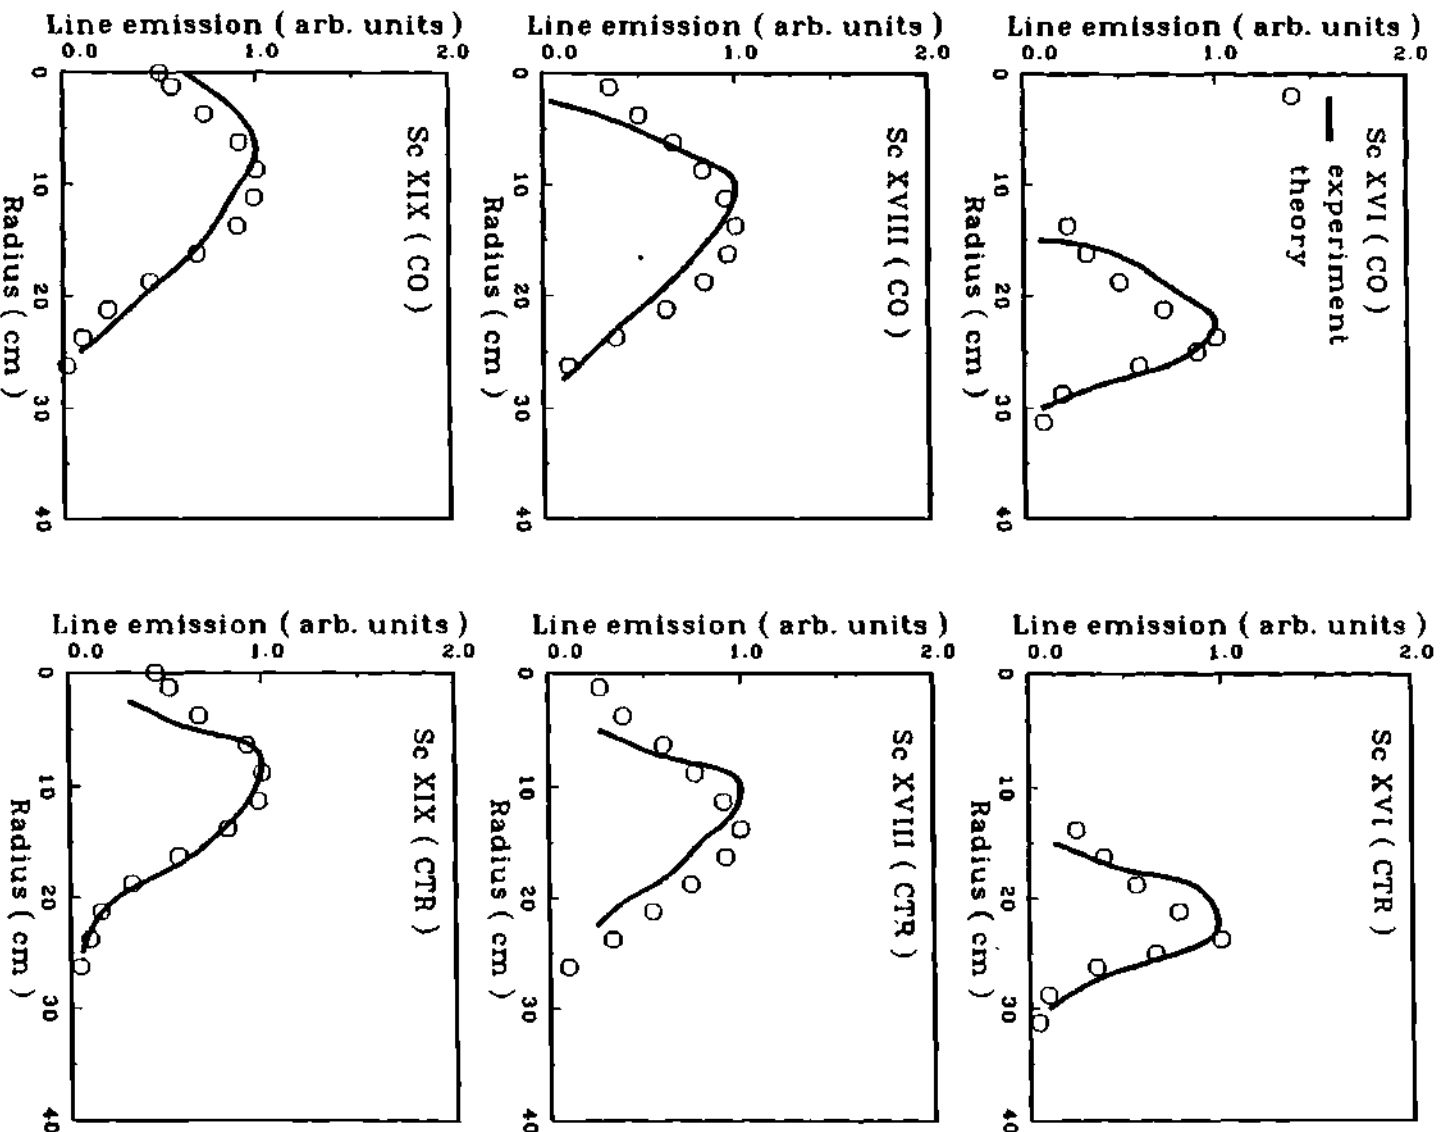 Line emission ( arb. units )
0.0 1.0 2.0
0 10 20 30 40
Radius ( cm )
Sc XIX ( CO )
Line emission ( arb. units )
0.0 1.0 2.0
0 10 20 30 40
Radius ( cm )
Sc XVIII ( CO )
Line emission ( arb. units )
0.0 1.0 2.0
0 10 20 30 40
Radius ( cm )
Sc XVI ( CO )
experiment
theory
Line emission ( arb. units )
0.0 1.0 2.0
0 10 20 30 40
Radius ( cm )
Sc XIX ( CTR )
Line emission ( arb. units )
0.0 1.0 2.0
0 10 20 30 40
Radius ( cm )
Sc XVIII ( CTR )
Line emission ( arb. units )
0.0 1.0 2.0
0 10 20 30 40
Radius ( cm )
Sc XVI ( CTR )